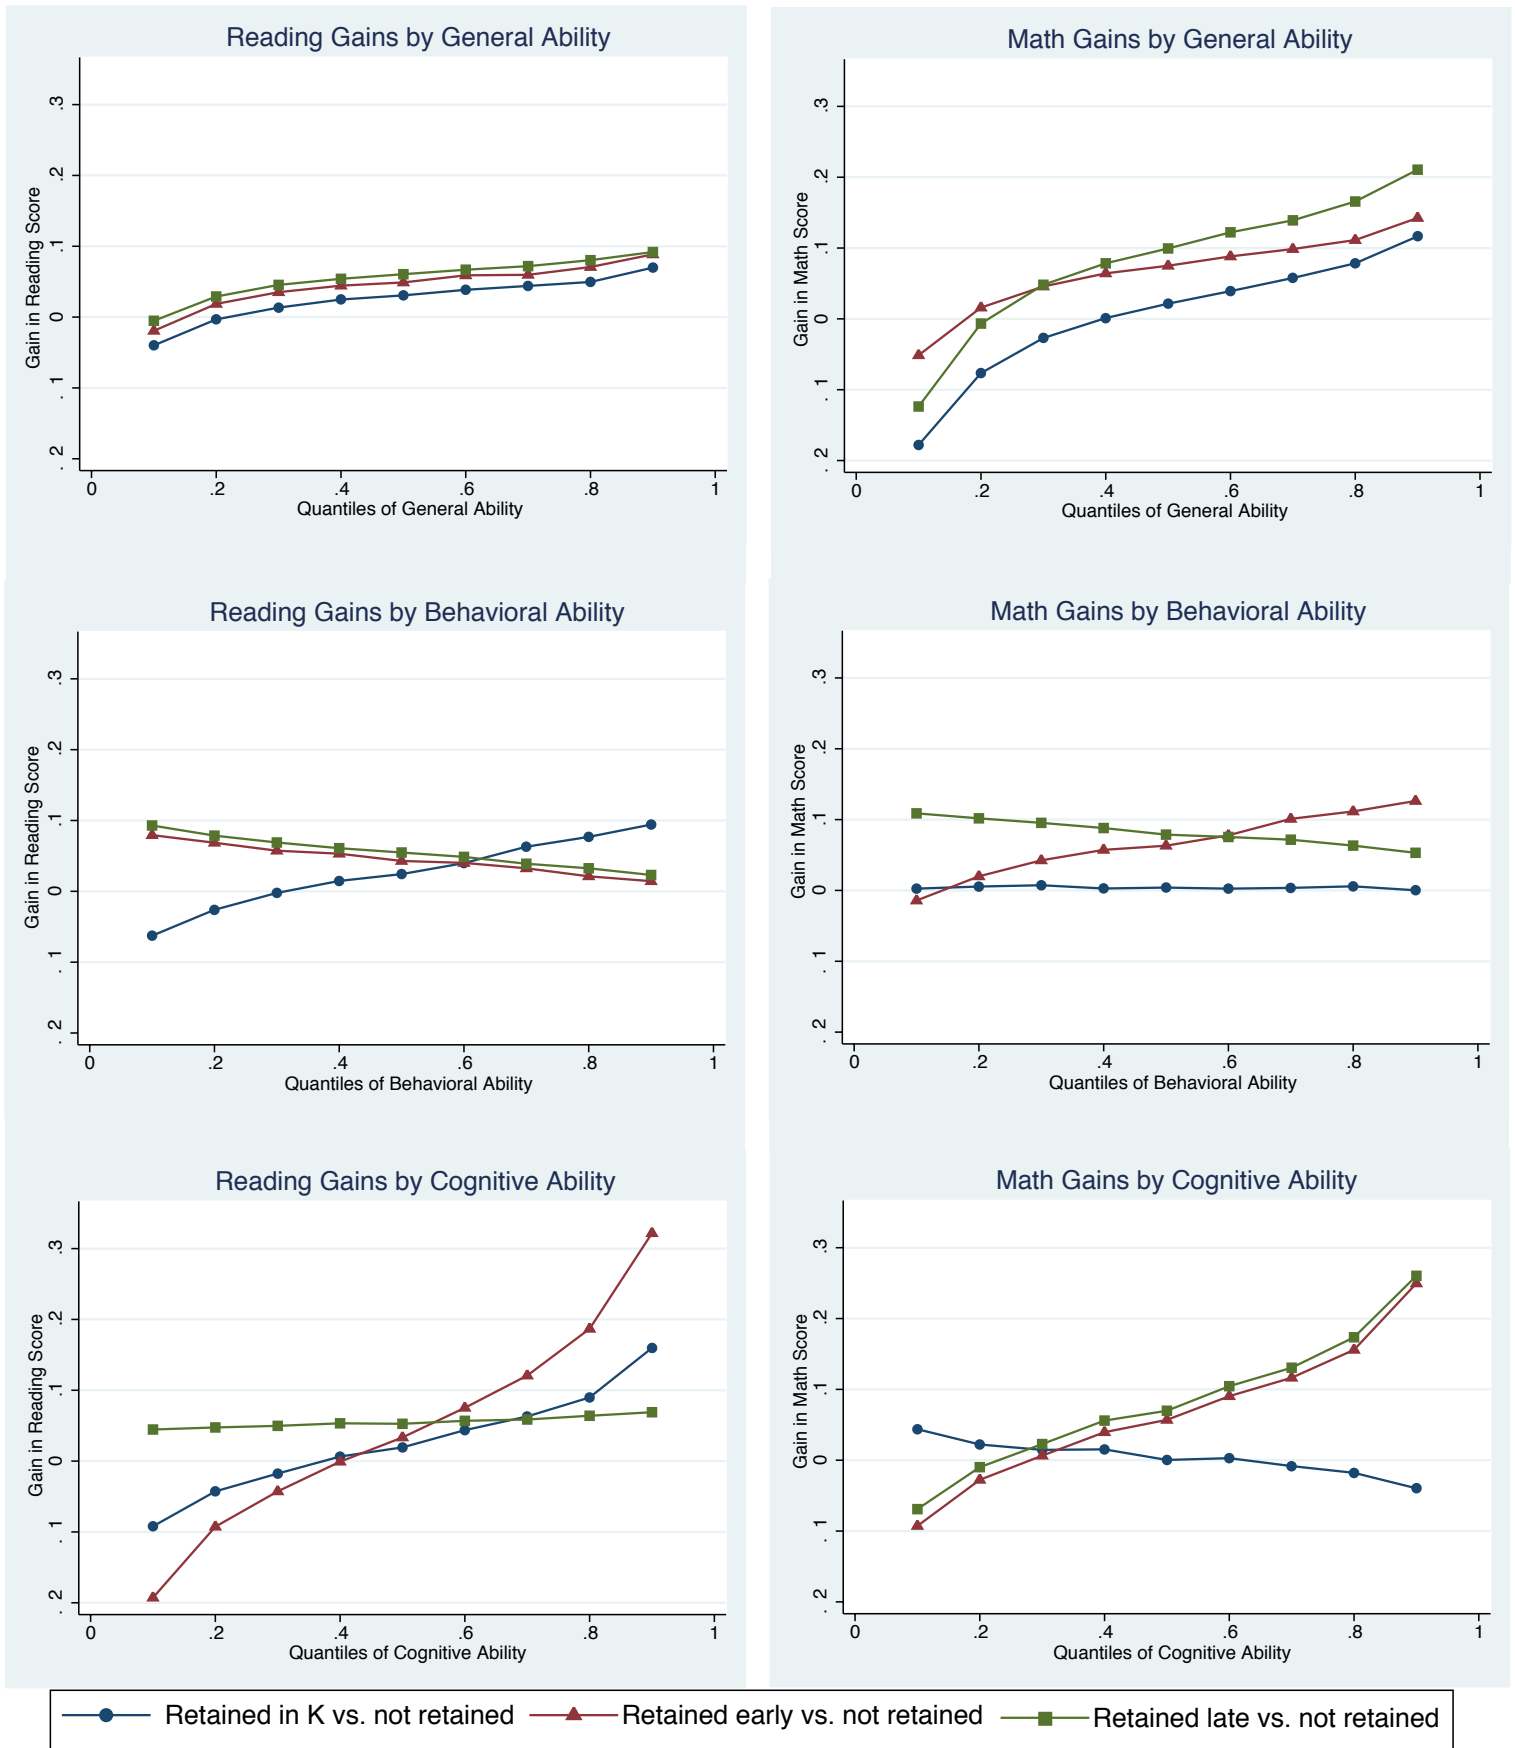 Reading Gains by General Ability
Gain in Reading Score
.3
.2
.1
0
. 1
. 2
0 .2 .4 .6 .8 1
Quantiles of General Ability
Math Gains by General Ability
Gain in Math Score
.3
.2
.1
0
. 1
. 2
0 .2 .4 .6 .8 1
Quantiles of General Ability
Reading Gains by Behavioral Ability
Gain in Reading Score
.3
.2
.1
0
. 1
. 2
0 .2 .4 .6 .8 1
Quantiles of Behavioral Ability
Math Gains by Behavioral Ability
Gain in Math Score
.3
.2
.1
0
. 1
. 2
0 .2 .4 .6 .8 1
Quantiles of Behavioral Ability
Reading Gains by Cognitive Ability
Gain in Reading Score
.3
.2
.1
0
. 1
. 2
0 .2 .4 .6 .8 1
Quantiles of Cognitive Ability
Math Gains by Cognitive Ability
Gain in Math Score
.3
.2
.1
0
. 1
. 2
0 .2 .4 .6 .8 1
Quantiles of Cognitive Ability
Retained in K vs. not retained Retained early vs. not retained Retained late vs. not retained